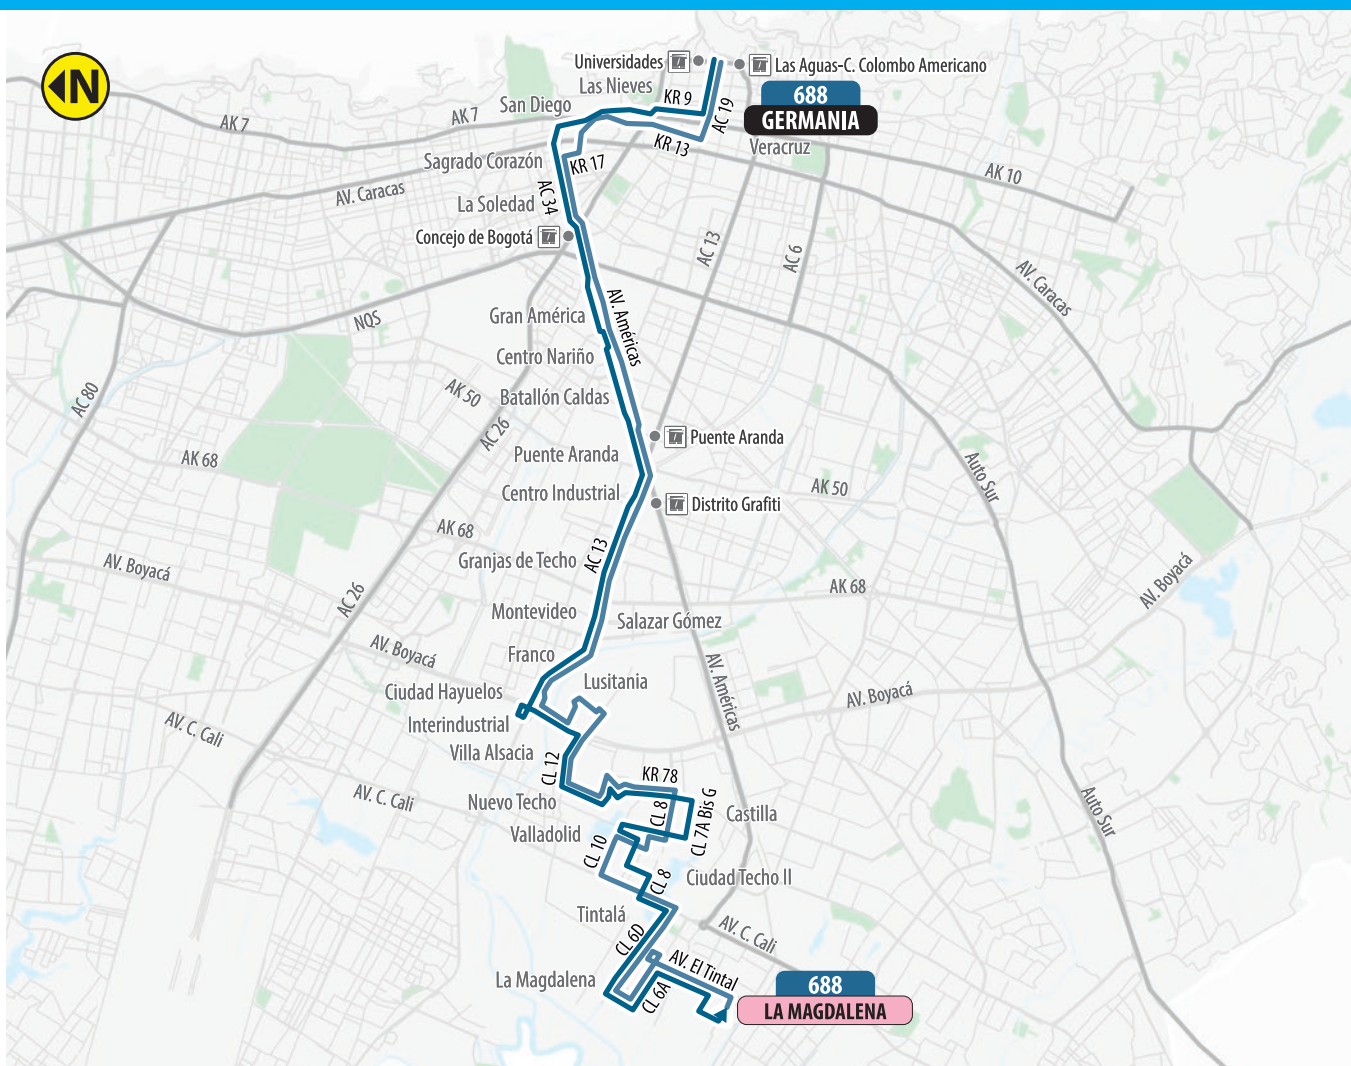 N
Universidades
Las Aguas-C. Colombo Americano
Las Nieves
688
GERMANIA
San Diego
KR 9
AC 19
AK 7
AK 7
KR 13
Veracruz
Sagrado Corazón
KR 17
AK 10
AV. Caracas
La Soledad
AC 34
Concejo de Bogotá
AC 13
AC 6
AV. Caracas
Gran América
AV. Américas
NQS
Centro Nariño
AK 50
Batallón Caldas
AC 80
AC 26
Puente Aranda
Puente Aranda
AK 68
Auto Sur
Centro Industrial
AK 50
Distrito Grafiti
AK 68
AC 13
Granjas de Techo
AV. Boyacá
AV. Boyacá
AK 68
AC 26
Montevideo
Salazar Gómez
AV. Boyacá
Franco
Lusitania
AV. Américas
Ciudad Hayuelos
AV. Boyacá
Interindustrial
AV. C. Cali
Villa Alsacia
CL 12
KR 78
AV. C. Cali
Nuevo Techo
CL 8
CL 7A Bis G
Castilla
Auto Sur
Valladolid
CL 10
CL 8
Ciudad Techo II
Tintalá
CL 6D
AV. C. Cali
La Magdalena
CL 6A
AV. El Tintal
688
LA MAGDALENA